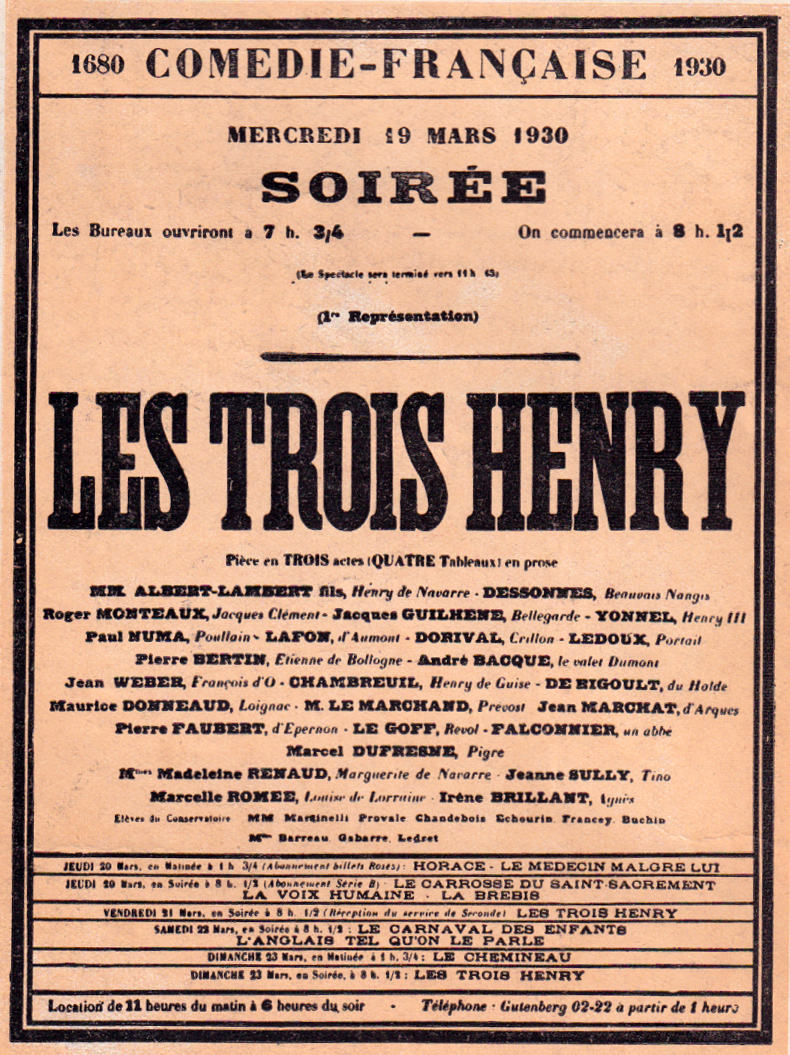 1680 COMEDIE-FRANÇAISE 1930
MERCREDI 19 MARS 1930
SOIRÉE
Les Bureaux ouvriront a 7 h. 3/4 — On commencera à 8 h. 1/2
(Le Spectacle sera terminé vers 11 h 45)
(1re Représentation)
LES TROIS HENRY
Pièce en TROIS actes (QUATRE Tableaux) en prose
MM. ALBERT-LAMBERT fils, Henry de Navarre - DESSONNES, Beauvais Nangis
Roger MONTEAUX, Jacques Clément - Jacques GUILHENE, Bellegarde - YONNEL, Henry III
Paul NUMA, Poullain - LAFON, d'Aumont - DORIVAL, Crillon - LEDOUX, Portail
Pierre BERTIN, Etienne de Bollogne - André BACQUE, le valet Dumont
Jean WEBER, François d'O - CHAMBREUIL, Henry de Guise - DE RIGOULT, du Halde
Maurice DONNEAUD, Loignac - M. LE MARCHAND, Prévost Jean MARCHAT, d'Arques
Pierre FAUBERT, d'Epernon - LE GOFF, Revol - FALCONNIER, un abbé
Marcel DUFRESNE, Pigre
Mmes Madeleine RENAUD, Marguerite de Navarre - Jeanne SULLY, Tino
Marcelle ROMEE, Louise de Lorraine - Irène BRILLANT, Agnès
Elèves du Conservatoire MM Martinelli Provale Chandebois Echourin Francey Buchin
Mlles Barreau Gabarre, Ledret
JEUDI 20 Mars, en Matinée à 1 h 3/4 (Abonnement billets Roses) : HORACE - LE MEDECIN MALGRE LUI
JEUDI 20 Mars, en Soirée à 8 h. 1/2 (Abonnement Série B) - LE CARROSSE DU SAINT-SACREMENT
LA VOIX HUMAINE - LA BREBIS
VENDREDI 21 Mars, en Soirée à 8 h. 1/2 (Réception du service de Seconde) LES TROIS HENRY
SAMEDI 22 Mars, en Soirée à 8 h. 1/2 : LE CARNAVAL DES ENFANTS
L'ANGLAIS TEL QU'ON LE PARLE
DIMANCHE 23 Mars, en Matinée à 1 h. 3/4 : LE CHEMINEAU
DIMANCHE 23 Mars, en Soirée, à 8 h. 1/2 : LES TROIS HENRY
Location de 11 heures du matin à 6 heures du soir - Téléphone : Gutenberg 02-22 à partir de 1 heure